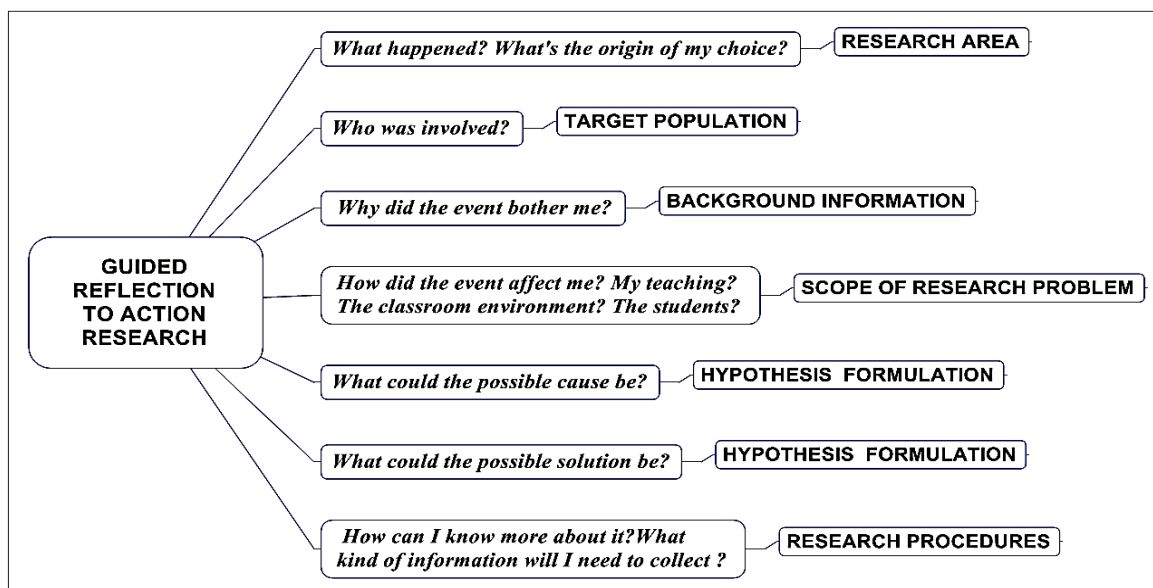 What happened? What's the origin of my choice?
RESEARCH AREA
Who was involved?
TARGET POPULATION
Why did the event bother me?
BACKGROUND INFORMATION
GUIDED
REFLECTION
TO ACTION
RESEARCH
How did the event affect me? My teaching?
The classroom environment? The students?
SCOPE OF RESEARCH PROBLEM
What could the possible cause be?
HYPOTHESIS FORMULATION
What could the possible solution be?
HYPOTHESIS FORMULATION
How can I know more about it?What
kind of information will I need to collect ?
RESEARCH PROCEDURES